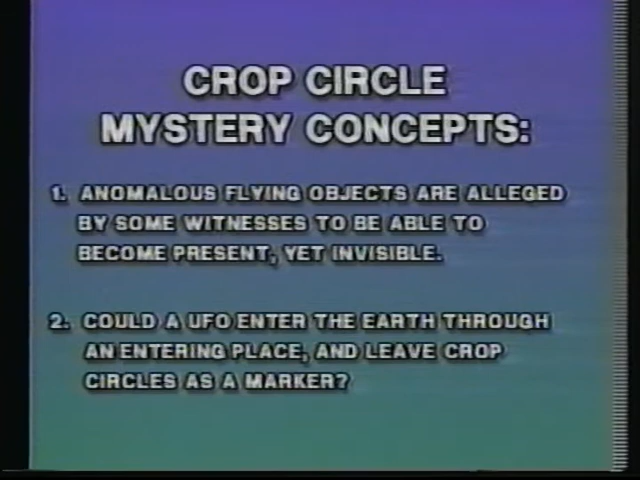 CROP CIRCLE
MYSTERY CONCEPTS:
1. ANOMALOUS FLYING OBJECTS ARE ALLEGED
BY SOME WITNESSES TO BE ABLE TO
BECOME PRESENT, YET INVISIBLE.
2. COULD A UFO ENTER THE EARTH THROUGH
AN ENTERING PLACE, AND LEAVE CROP
CIRCLES AS A MARKER?